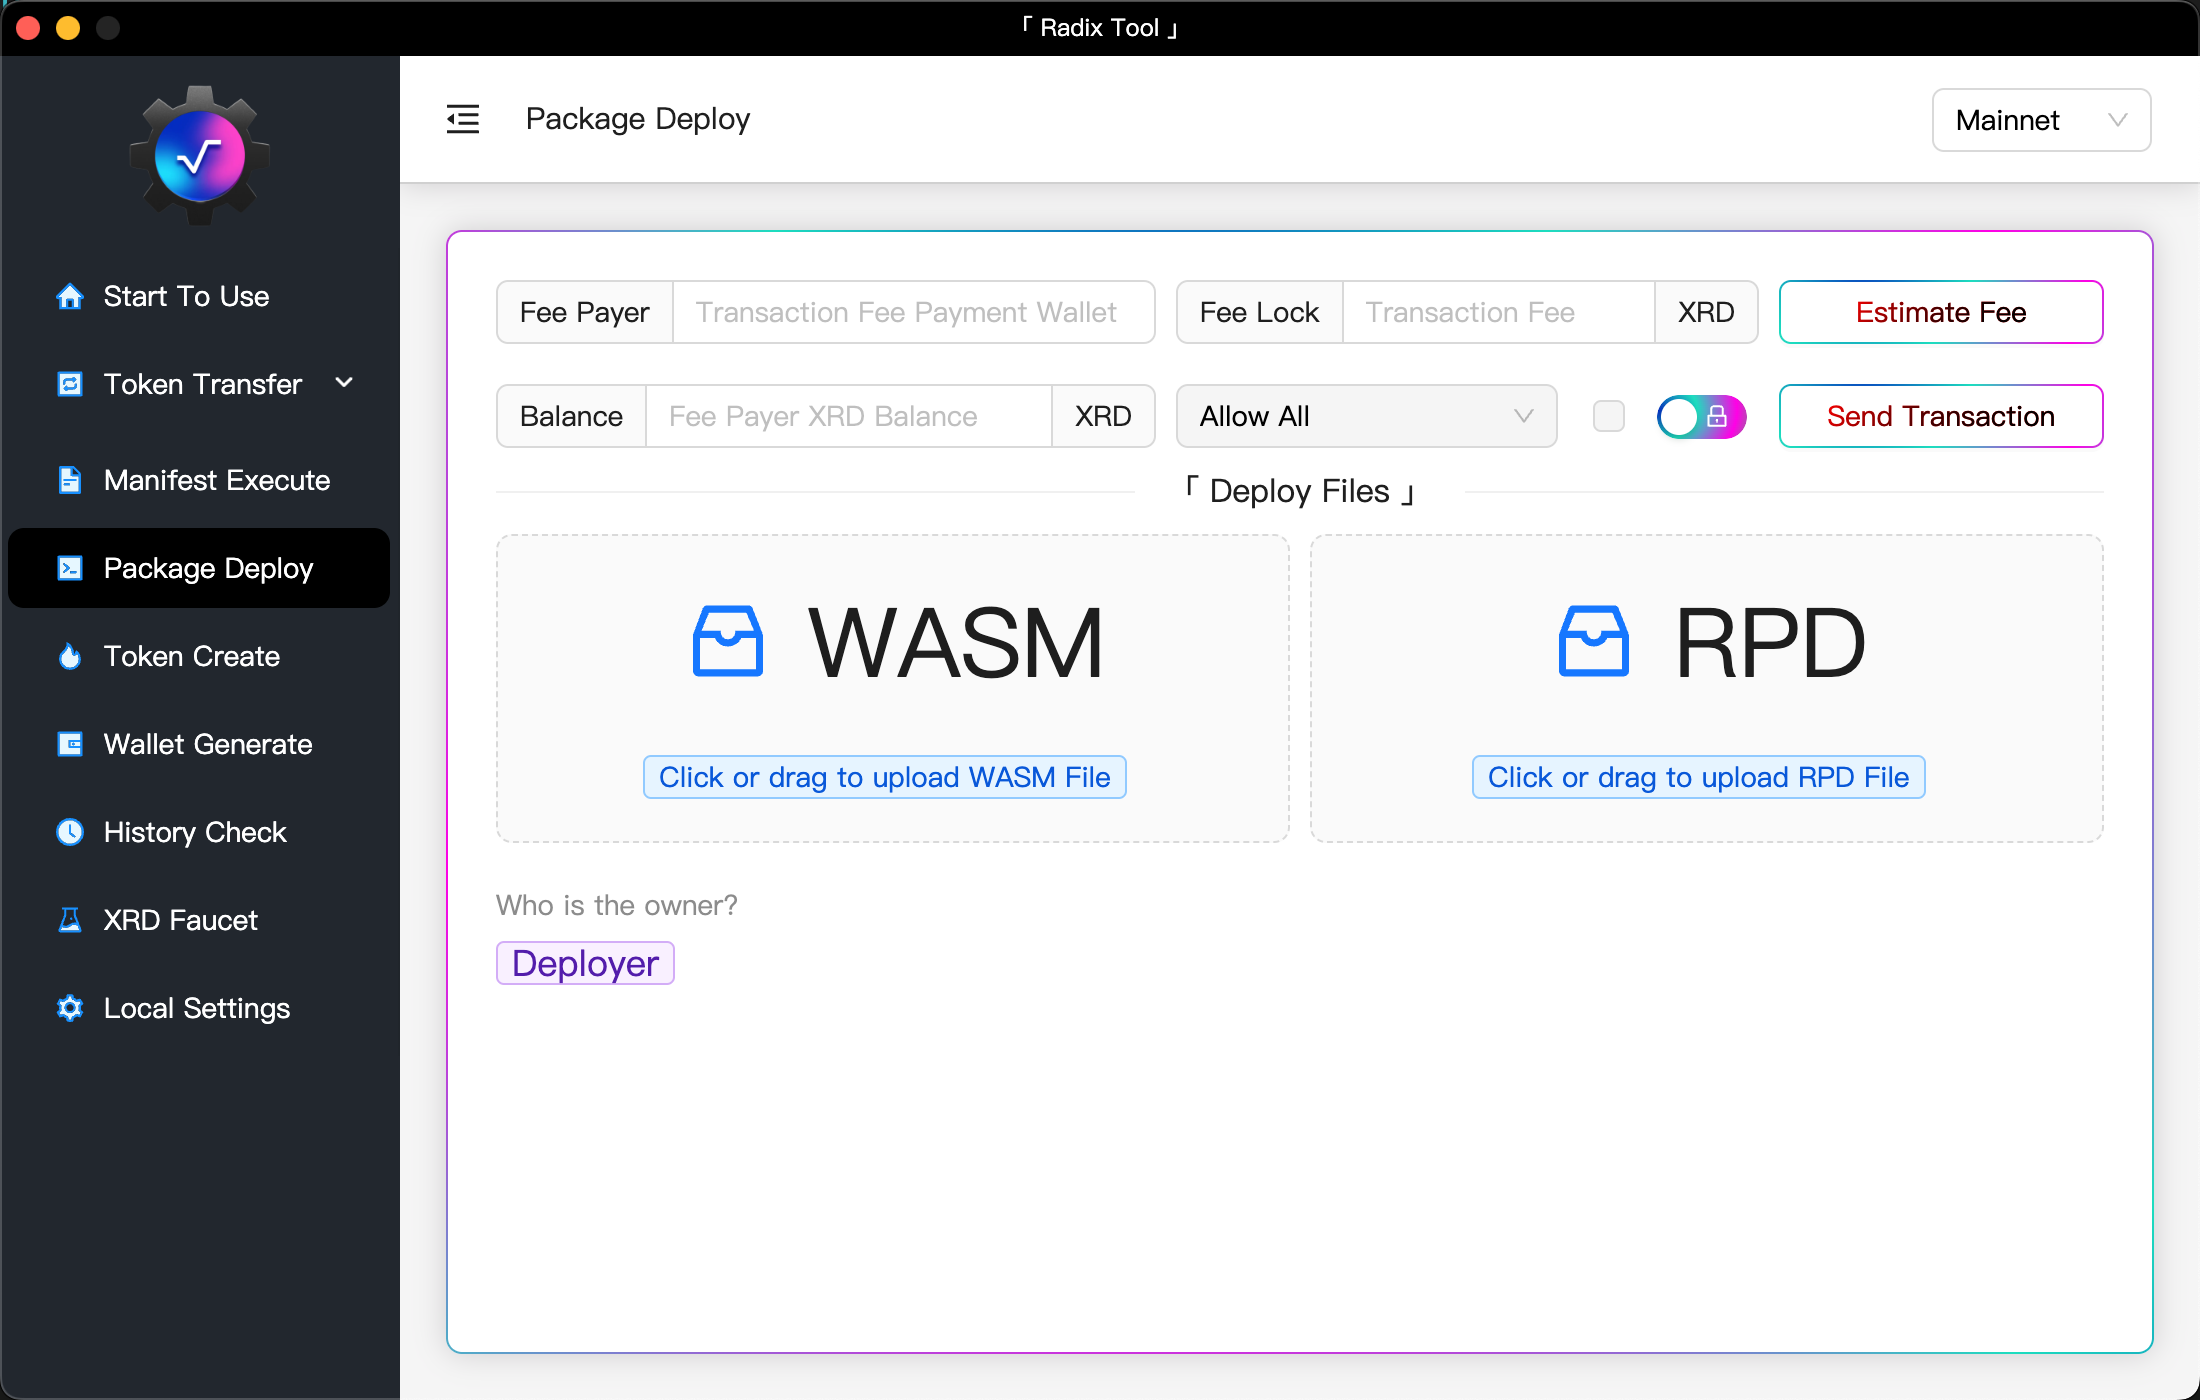 「 Radix Tool 」
Package Deploy
Mainnet
Start To Use
Token Transfer
Manifest Execute
Package Deploy
Token Create
Wallet Generate
History Check
XRD Faucet
Local Settings
Fee Payer Transaction Fee Payment Wallet Fee Lock Transaction Fee XRD Estimate Fee
Balance Fee Payer XRD Balance XRD Allow All Send Transaction
「 Deploy Files 」
WASM
Click or drag to upload WASM File
RPD
Click or drag to upload RPD File
Who is the owner?
Deployer